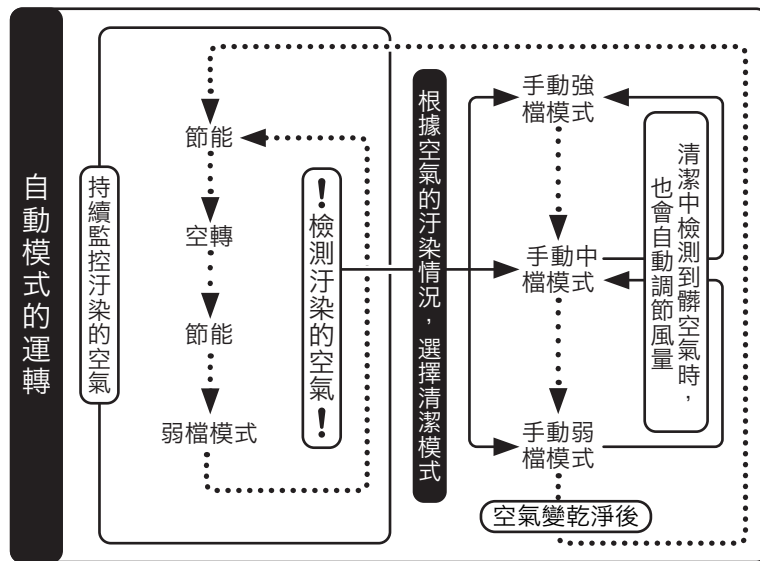 自動模式的運轉
持續監控汙染的空氣
節能
空轉
節能
弱檔模式
！檢測汙染的空氣！
根據空氣的汙染情況，選擇清潔模式
手動強
檔模式
手動中
檔模式
手動弱
檔模式
清潔中檢測到髒空氣時，
也會自動調節風量
空氣變乾淨後